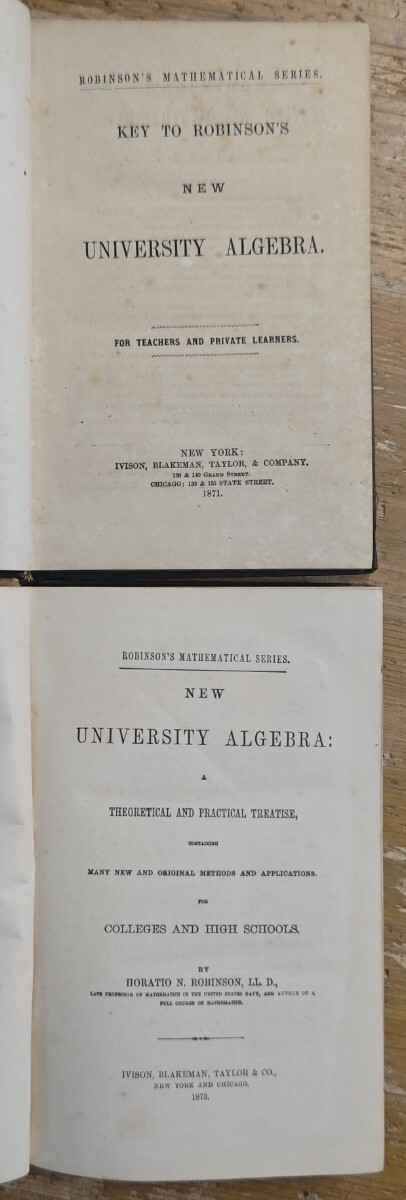 ROBINSON'S MATHEMATICAL SERIES.
KEY TO ROBINSON'S
NEW
UNIVERSITY ALGEBRA.
FOR TEACHERS AND PRIVATE LEARNERS.
NEW YORK:
IVISON, BLAKEMAN, TAYLOR, & COMPANY,
138 & 140 GRAND STREET.
CHICAGO: 133 & 135 STATE STREET.
1871.
ROBINSON'S MATHEMATICAL SERIES.
NEW
UNIVERSITY ALGEBRA:
A
THEORETICAL AND PRACTICAL TREATISE,
CONTAINING
MANY NEW AND ORIGINAL METHODS AND APPLICATIONS.
FOR
COLLEGES AND HIGH SCHOOLS.
BY
HORATIO N. ROBINSON, LL. D.,
LATE PROFESSOR OF MATHEMATICS IN THE UNITED STATES NAVY, AND AUTHOR OF A
FULL COURSE OF MATHEMATICS.
IVISON, BLAKEMAN, TAYLOR & CO.,
NEW YORK AND CHICAGO.
1873.